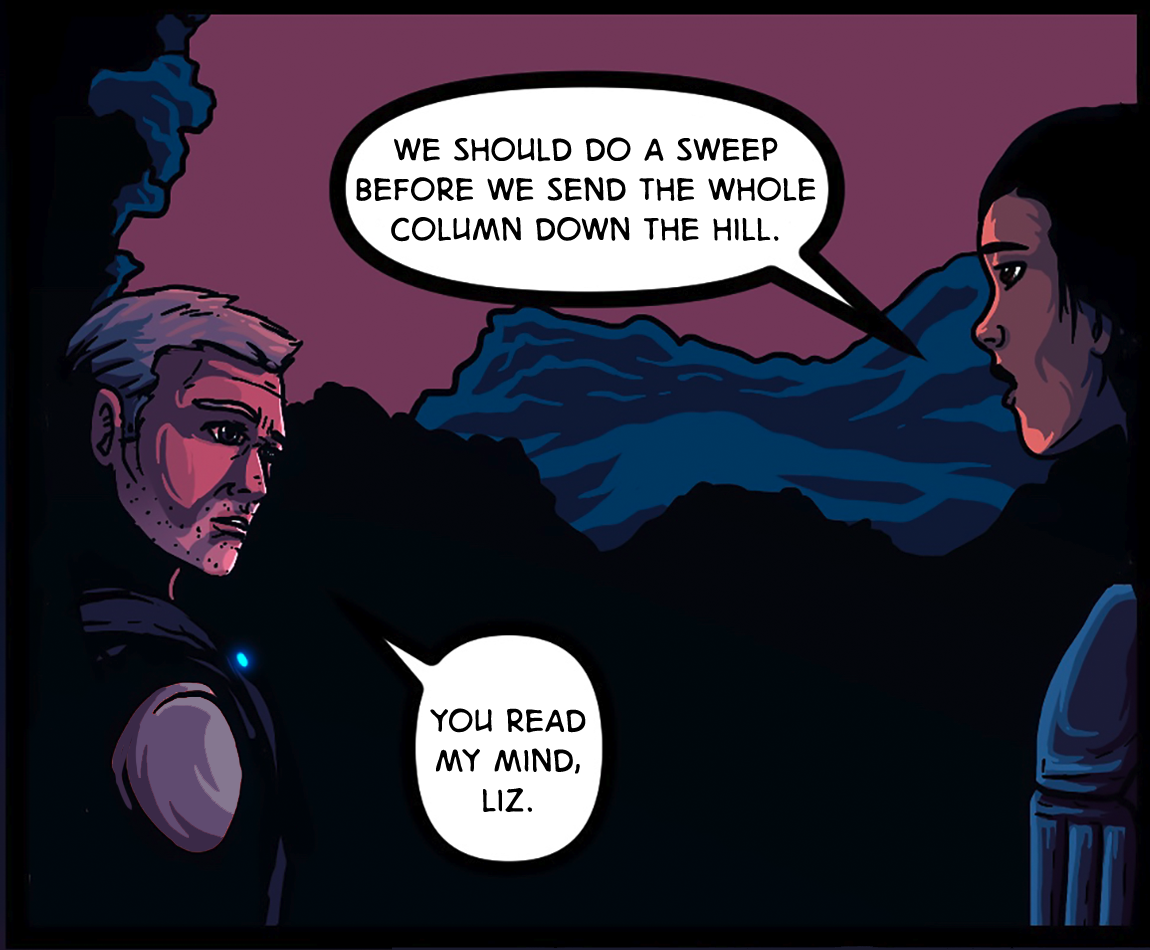 WE SHOULD DO A SWEEP
BEFORE WE SEND THE WHOLE
COLUMN DOWN THE HILL.
YOU READ
MY MIND,
LIZ.